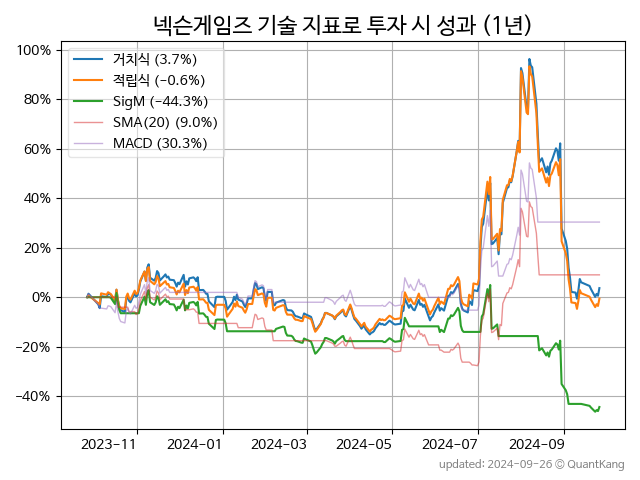 넥슨게임즈 기술 지표로 투자 시 성과 (1년)
100%
80%
60%
40%
20%
0%
−20%
−40%
거치식 (3.7%)
적립식 (−0.6%)
SigM (−44.3%)
SMA(20) (9.0%)
MACD (30.3%)
2023-11
2024-01
2024-03
2024-05
2024-07
2024-09
updated: 2024-09-26 © QuantKang